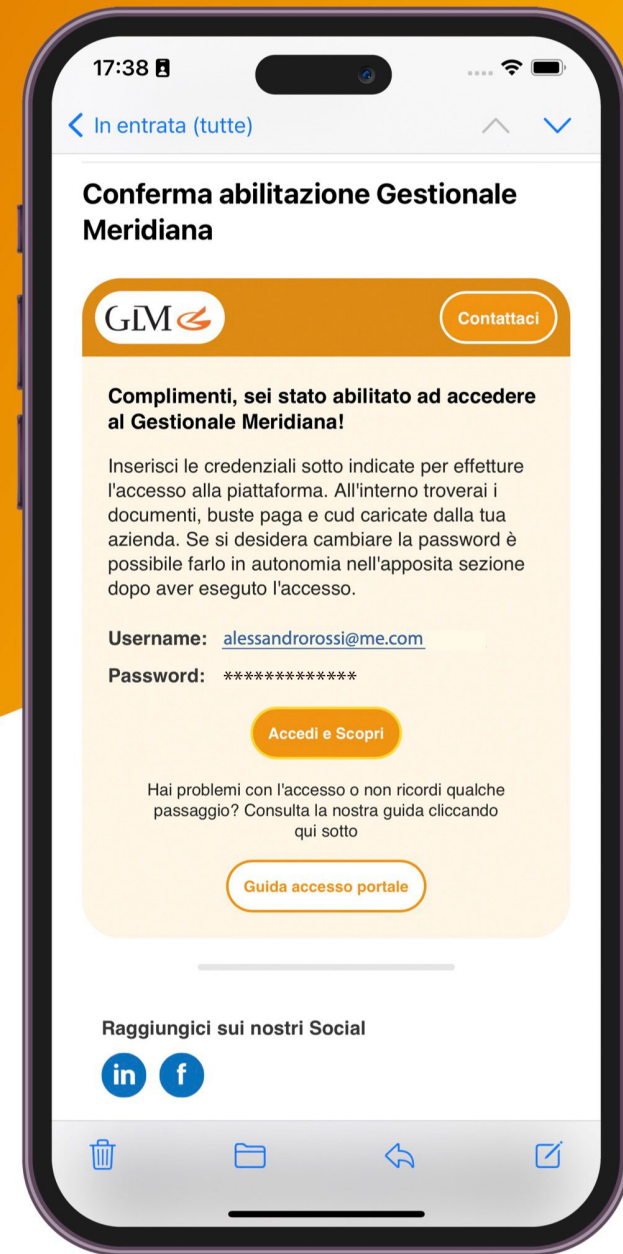 17:38
In entrata (tutte)
Conferma abilitazione Gestionale
Meridiana
GIM
Contattaci
Complimenti, sei stato abilitato ad accedere
al Gestionale Meridiana!
Inserisci le credenziali sotto indicate per effetture
l'accesso alla piattaforma. All'interno troverai i
documenti, buste paga e cud caricate dalla tua
azienda. Se si desidera cambiare la password è
possibile farlo in autonomia nell'apposita sezione
dopo aver eseguito l'accesso.
Username: alessandrorossi@me.com
Password: *************
Accedi e Scopri
Hai problemi con l'accesso o non ricordi qualche
passaggio? Consulta la nostra guida cliccando
qui sotto
Guida accesso portale
Raggiungici sui nostri Social
in f